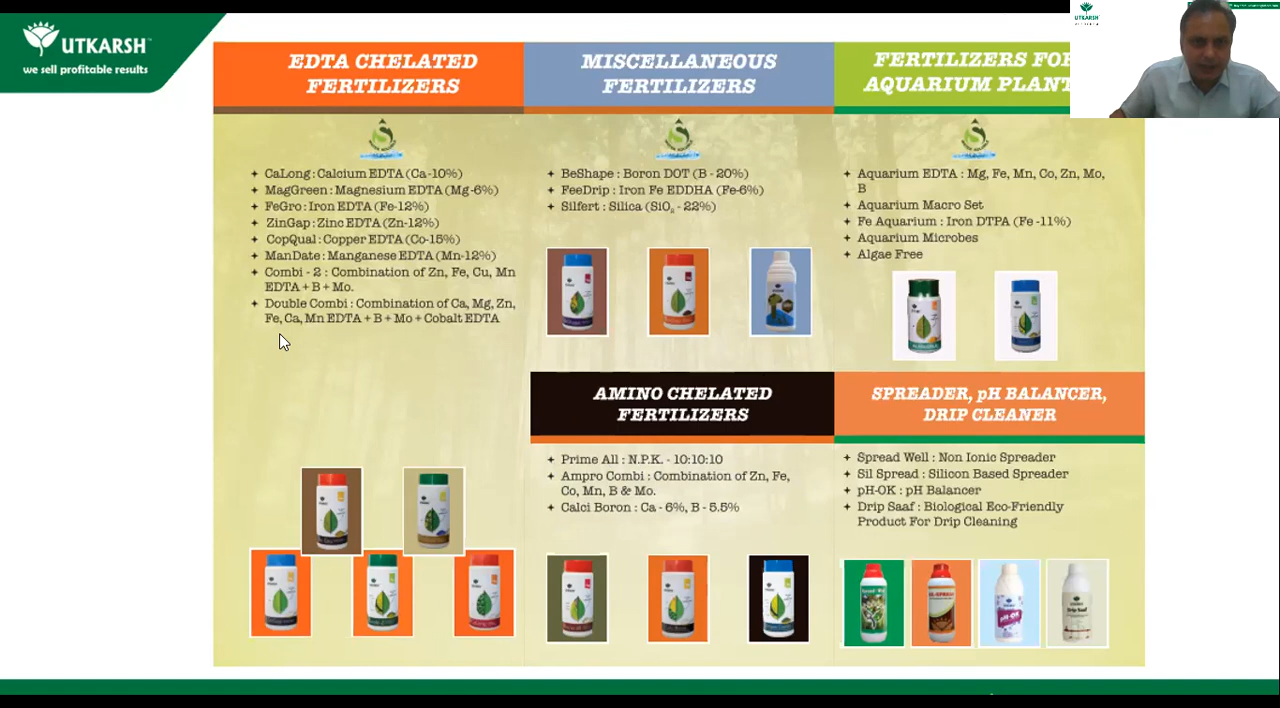 UTKARSH
we sell profitable results
UTKARSH
EDTA CHELATED
FERTILIZERS
CaLong : Calcium EDTA (Ca-10%)
MagGreen : Magnesium EDTA (Mg-6%)
FeGro : Iron EDTA (Fe-12%)
ZinGap : Zinc EDTA (Zn-12%)
CopQual : Copper EDTA (Co-15%)
ManDate : Manganese EDTA (Mn-12%)
Combi - 2 : Combination of Zn, Fe, Cu, Mn
EDTA + B + Mo.
Double Combi : Combination of Ca, Mg, Zn,
Fe, Ca, Mn EDTA + B + Mo + Cobalt EDTA
MISCELLANEOUS
FERTILIZERS
BeShape : Boron DOT (B - 20%)
FeeDrip : Iron Fe EDDHA (Fe-6%)
Silfert : Silica (SiO₂ - 22%)
FERTILIZERS FOR
AQUARIUM PLANT
Aquarium EDTA : Mg, Fe, Mn, Co, Zn, Mo,
B
Aquarium Macro Set
Fe Aquarium : Iron DTPA (Fe -11%)
Aquarium Microbes
Algae Free
AMINO CHELATED
FERTILIZERS
Prime All : N.P.K. - 10:10:10
Ampro Combi : Combination of Zn, Fe,
Co, Mn, B & Mo.
Calci Boron : Ca - 6%, B - 5.5%
SPREADER, pH BALANCER,
DRIP CLEANER
Spread Well : Non Ionic Spreader
Sil Spread : Silicon Based Spreader
pH-OK : pH Balancer
Drip Saaf : Biological Eco-Friendly
Product For Drip Cleaning
pH-OK
Drip Saaf